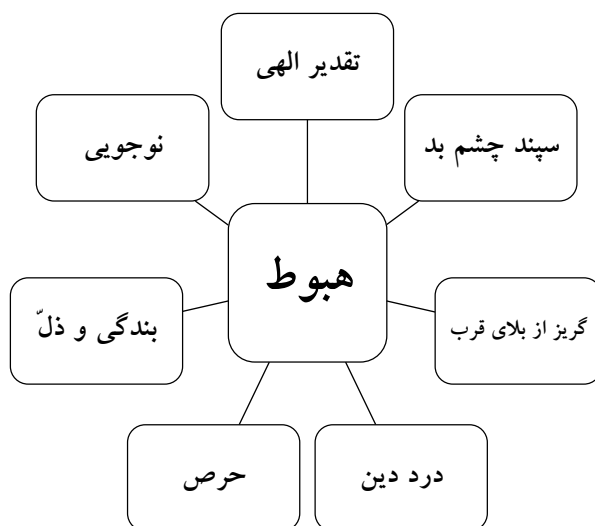 تقدیر الهی
سپند چشم بد
نوجویی
هبوط
گریز از بلای قرب
بندگی و ذلّ
درد دین
حرص